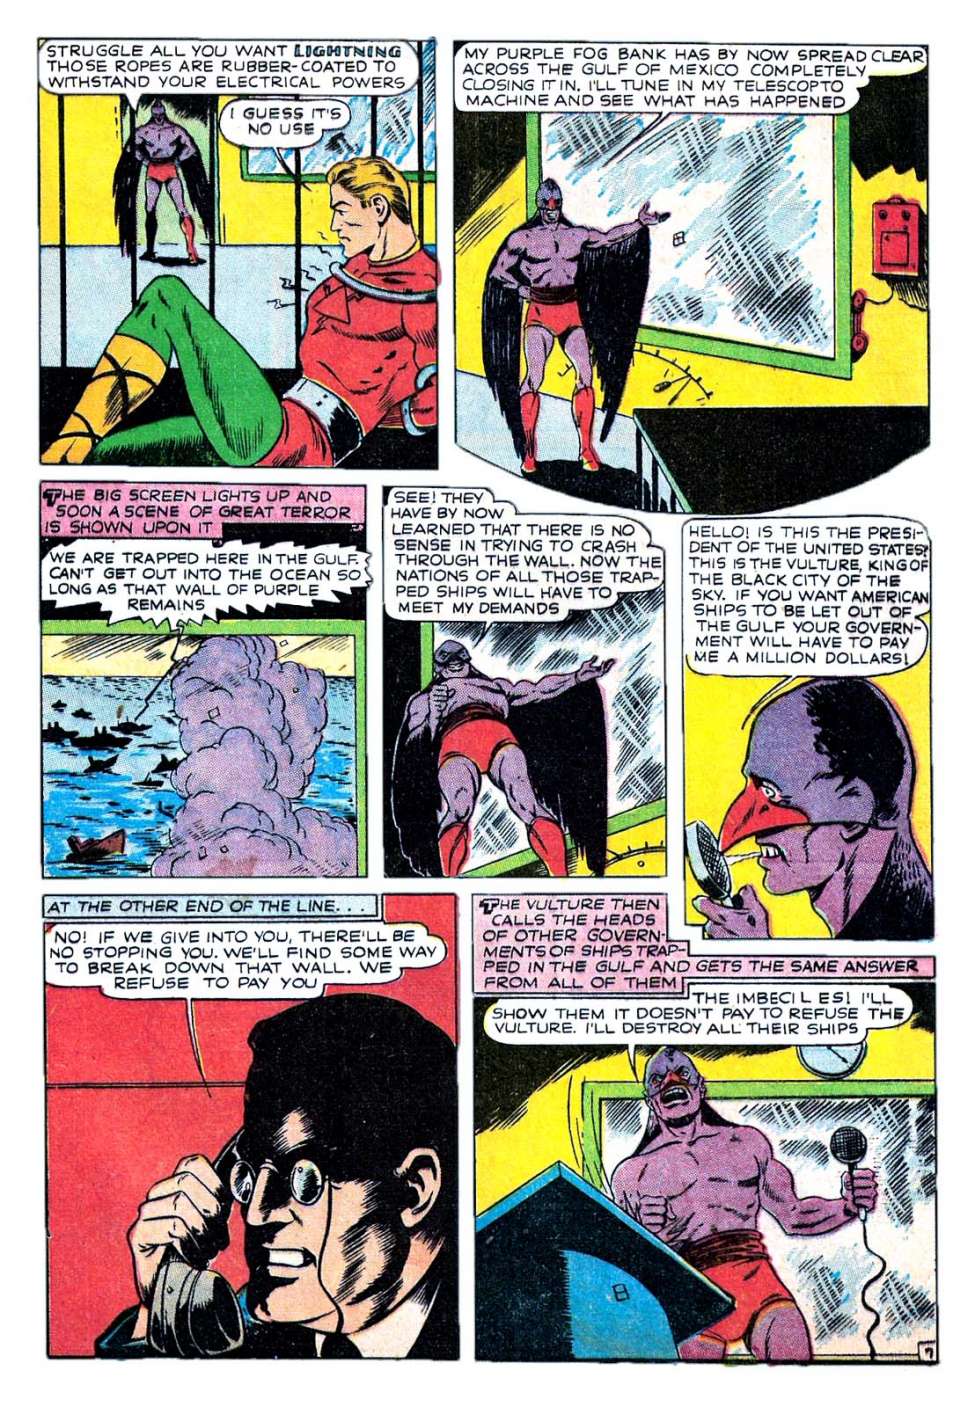 STRUGGLE ALL YOU WANT LIGHTNING
THOSE ROPES ARE RUBBER-COATED TO
WITHSTAND YOUR ELECTRICAL POWERS
I GUESS IT'S
NO USE
MY PURPLE FOG BANK HAS BY NOW SPREAD CLEAR
ACROSS THE GULF OF MEXICO COMPLETELY
CLOSING IT IN. I'LL TUNE IN MY TELESCOPTO
MACHINE AND SEE WHAT HAS HAPPENED
THE BIG SCREEN LIGHTS UP AND
SOON A SCENE OF GREAT TERROR
IS SHOWN UPON IT
WE ARE TRAPPED HERE IN THE GULF.
CAN'T GET OUT INTO THE OCEAN SO
LONG AS THAT WALL OF PURPLE
REMAINS
SEE! THEY
HAVE BY NOW
LEARNED THAT THERE IS NO
SENSE IN TRYING TO CRASH
THROUGH THE WALL. NOW THE
NATIONS OF ALL THOSE TRAP-
PED SHIPS WILL HAVE TO
MEET MY DEMANDS
HELLO! IS THIS THE PRESI-
DENT OF THE UNITED STATES?
THIS IS THE VULTURE, KING OF
THE BLACK CITY OF THE
SKY. IF YOU WANT AMERICAN
SHIPS TO BE LET OUT OF
THE GULF YOUR GOVERN-
MENT WILL HAVE TO PAY
ME A MILLION DOLLARS!
AT THE OTHER END OF THE LINE...
NO! IF WE GIVE INTO YOU, THERE'LL BE
NO STOPPING YOU. WE'LL FIND SOME WAY
TO BREAK DOWN THAT WALL. WE
REFUSE TO PAY YOU
THE VULTURE THEN
CALLS THE HEADS
OF OTHER GOVERN-
MENTS OF SHIPS TRAP-
PED IN THE GULF AND GETS THE SAME ANSWER
FROM ALL OF THEM
THE IMBECILES! I'LL
SHOW THEM IT DOESN'T PAY TO REFUSE THE
VULTURE. I'LL DESTROY ALL THEIR SHIPS
7